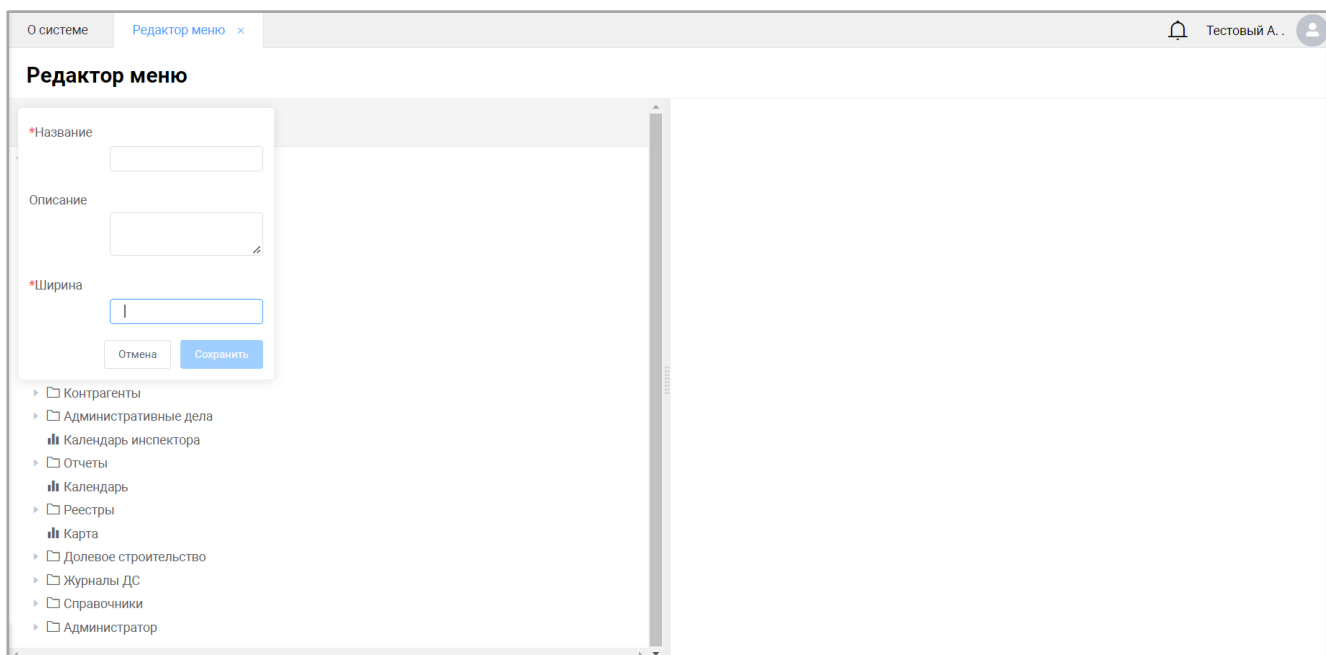 О системе Редактор меню × Тестовый А. .
Редактор меню
*Название
Описание
*Ширина
Отмена Сохранить
Контрагенты
Административные дела
Календарь инспектора
Отчеты
Календарь
Реестры
Карта
Долевое строительство
Журналы ДС
Справочники
Администратор